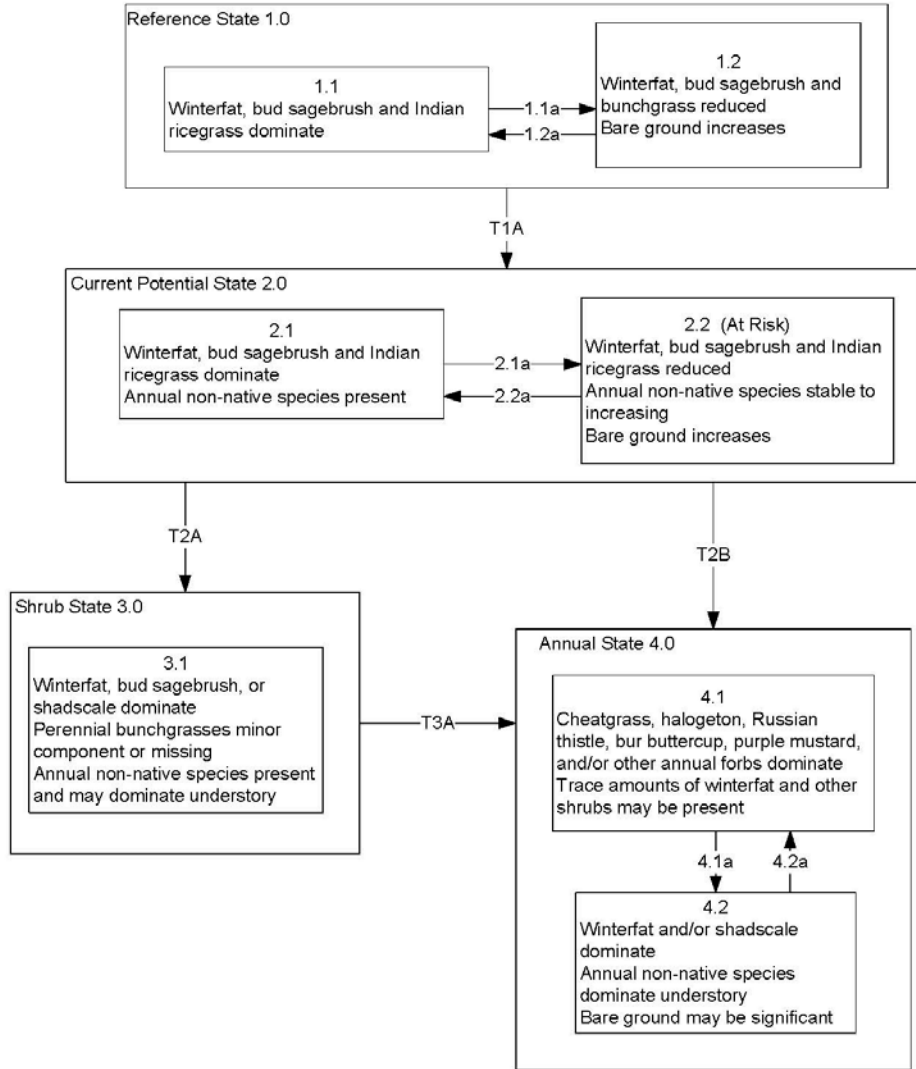 Reference State 1.0
1.1
Winterfat, bud sagebrush and Indian
ricegrass dominate
1.1a
1.2a
1.2
Winterfat, bud sagebrush and
bunchgrass reduced
Bare ground increases
T1A
Current Potential State 2.0
2.1
Winterfat, bud sagebrush and Indian
ricegrass dominate
Annual non-native species present
2.1a
2.2a
2.2 (At Risk)
Winterfat, bud sagebrush and Indian
ricegrass reduced
Annual non-native species stable to
increasing
Bare ground increases
T2A
T2B
Shrub State 3.0
3.1
Winterfat, bud sagebrush, or
shadscale dominate
Perennial bunchgrasses minor
component or missing
Annual non-native species present
and may dominate understory
T3A
Annual State 4.0
4.1
Cheatgrass, halogeton, Russian
thistle, bur buttercup, purple mustard,
and/or other annual forbs dominate
Trace amounts of winterfat and other
shrubs may be present
4.1a
4.2a
4.2
Winterfat and/or shadscale
dominate
Annual non-native species
dominate understory
Bare ground may be significant